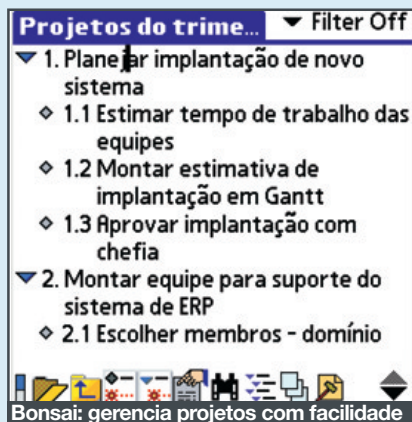 Projetos do trime... Filter Off
1. Planejar implantação de novo
sistema
1.1 Estimar tempo de trabalho das
equipes
1.2 Montar estimativa de
implantação em Gantt
1.3 Aprovar implantação com
chefia
2. Montar equipe para suporte do
sistema de ERP
2.1 Escolher membros - domínio
Bonsai: gerencia projetos com facilidade